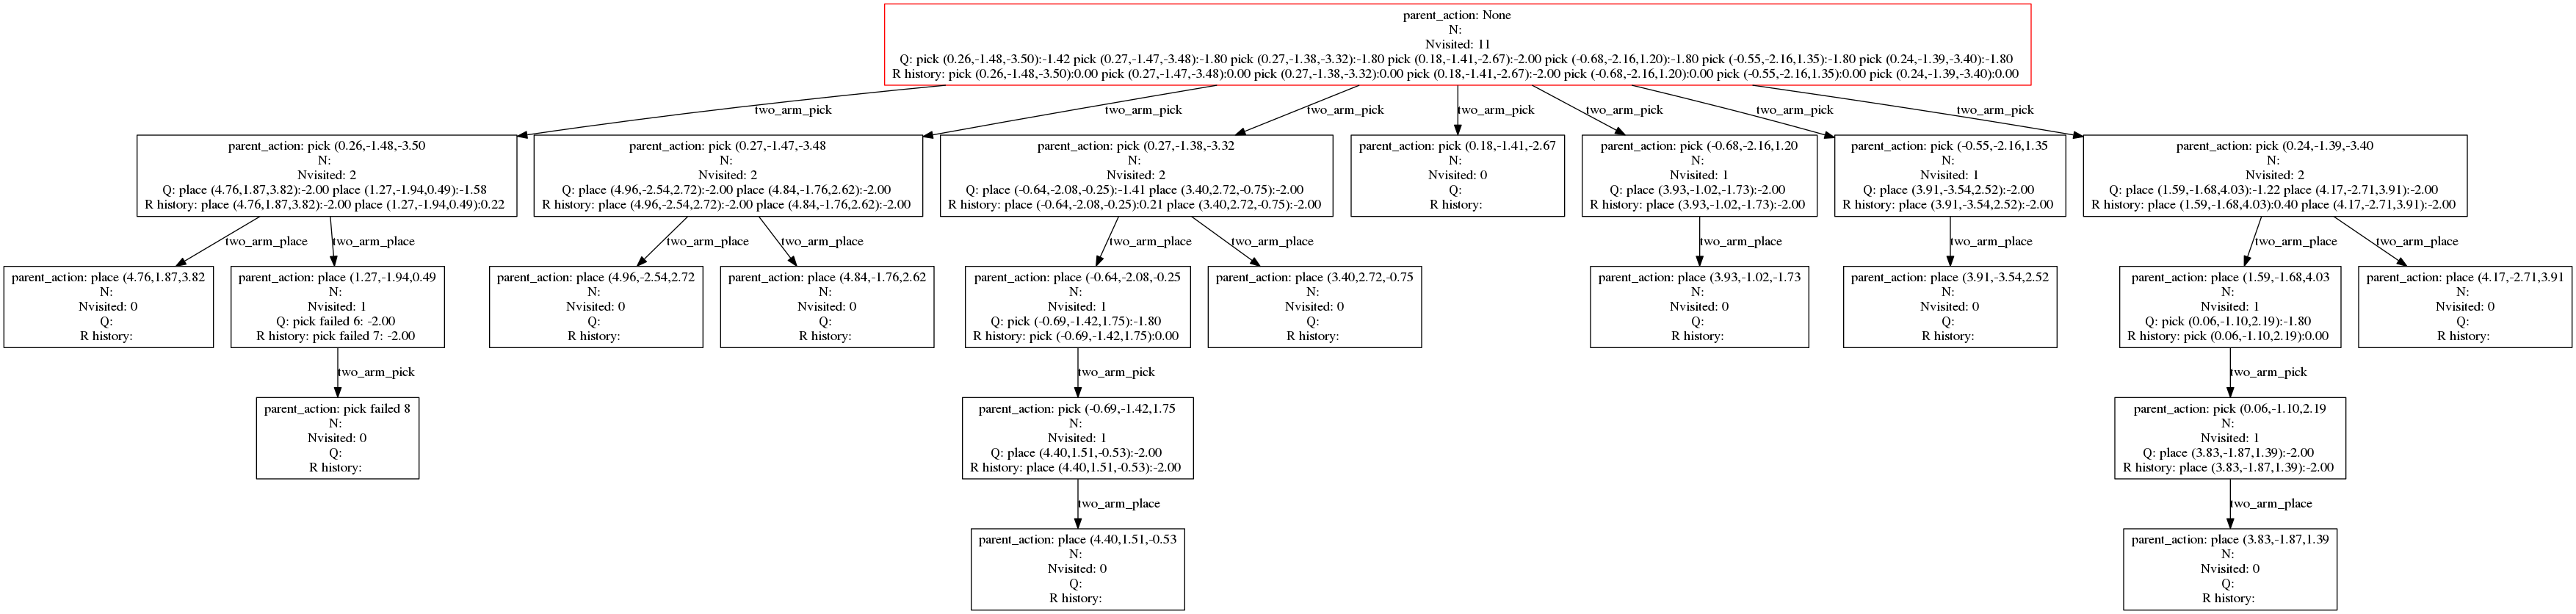 parent_action: None
N:
Nvisited: 11
Q: pick (0.26,-1.48,-3.50):-1.42 pick (0.27,-1.47,-3.48):-1.80 pick (0.27,-1.38,-3.32):-1.80 pick (0.18,-1.41,-2.67):-2.00 pick (-0.68,-2.16,1.20):-1.80 pick (-0.55,-2.16,1.35):-1.80 pick (0.24,-1.39,-3.40):-1.80
R history: pick (0.26,-1.48,-3.50):0.00 pick (0.27,-1.47,-3.48):0.00 pick (0.27,-1.38,-3.32):0.00 pick (0.18,-1.41,-2.67):-2.00 pick (-0.68,-2.16,1.20):0.00 pick (-0.55,-2.16,1.35):0.00 pick (0.24,-1.39,-3.40):0.00
two_arm_pick
two_arm_pick
two_arm_pick
two_arm_pick
two_arm_pick
two_arm_pick
two_arm_pick
parent_action: pick (0.26,-1.48,-3.50
N:
Nvisited: 2
Q: place (4.76,1.87,3.82):-2.00 place (1.27,-1.94,0.49):-1.58
R history: place (4.76,1.87,3.82):-2.00 place (1.27,-1.94,0.49):0.22
parent_action: pick (0.27,-1.47,-3.48
N:
Nvisited: 2
Q: place (4.96,-2.54,2.72):-2.00 place (4.84,-1.76,2.62):-2.00
R history: place (4.96,-2.54,2.72):-2.00 place (4.84,-1.76,2.62):-2.00
parent_action: pick (0.27,-1.38,-3.32
N:
Nvisited: 2
Q: place (-0.64,-2.08,-0.25):-1.41 place (3.40,2.72,-0.75):-2.00
R history: place (-0.64,-2.08,-0.25):0.21 place (3.40,2.72,-0.75):-2.00
parent_action: pick (0.18,-1.41,-2.67
N:
Nvisited: 0
Q:
R history:
parent_action: pick (-0.68,-2.16,1.20
N:
Nvisited: 1
Q: place (3.93,-1.02,-1.73):-2.00
R history: place (3.93,-1.02,-1.73):-2.00
parent_action: pick (-0.55,-2.16,1.35
N:
Nvisited: 1
Q: place (3.91,-3.54,2.52):-2.00
R history: place (3.91,-3.54,2.52):-2.00
parent_action: pick (0.24,-1.39,-3.40
N:
Nvisited: 2
Q: place (1.59,-1.68,4.03):-1.22 place (4.17,-2.71,3.91):-2.00
R history: place (1.59,-1.68,4.03):0.40 place (4.17,-2.71,3.91):-2.00
two_arm_place
two_arm_place
two_arm_place
two_arm_place
two_arm_place
two_arm_place
two_arm_place
two_arm_place
two_arm_place
two_arm_place
parent_action: place (4.76,1.87,3.82
N:
Nvisited: 0
Q:
R history:
parent_action: place (1.27,-1.94,0.49
N:
Nvisited: 1
Q: pick failed 6: -2.00
R history: pick failed 7: -2.00
parent_action: place (4.96,-2.54,2.72
N:
Nvisited: 0
Q:
R history:
parent_action: place (4.84,-1.76,2.62
N:
Nvisited: 0
Q:
R history:
parent_action: place (-0.64,-2.08,-0.25
N:
Nvisited: 1
Q: pick (-0.69,-1.42,1.75):-1.80
R history: pick (-0.69,-1.42,1.75):0.00
parent_action: place (3.40,2.72,-0.75
N:
Nvisited: 0
Q:
R history:
parent_action: place (3.93,-1.02,-1.73
N:
Nvisited: 0
Q:
R history:
parent_action: place (3.91,-3.54,2.52
N:
Nvisited: 0
Q:
R history:
parent_action: place (1.59,-1.68,4.03
N:
Nvisited: 1
Q: pick (0.06,-1.10,2.19):-1.80
R history: pick (0.06,-1.10,2.19):0.00
parent_action: place (4.17,-2.71,3.91
N:
Nvisited: 0
Q:
R history:
two_arm_pick
two_arm_pick
two_arm_pick
parent_action: pick failed 8
N:
Nvisited: 0
Q:
R history:
parent_action: pick (-0.69,-1.42,1.75
N:
Nvisited: 1
Q: place (4.40,1.51,-0.53):-2.00
R history: place (4.40,1.51,-0.53):-2.00
parent_action: pick (0.06,-1.10,2.19
N:
Nvisited: 1
Q: place (3.83,-1.87,1.39):-2.00
R history: place (3.83,-1.87,1.39):-2.00
two_arm_place
two_arm_place
parent_action: place (4.40,1.51,-0.53
N:
Nvisited: 0
Q:
R history:
parent_action: place (3.83,-1.87,1.39
N:
Nvisited: 0
Q:
R history: